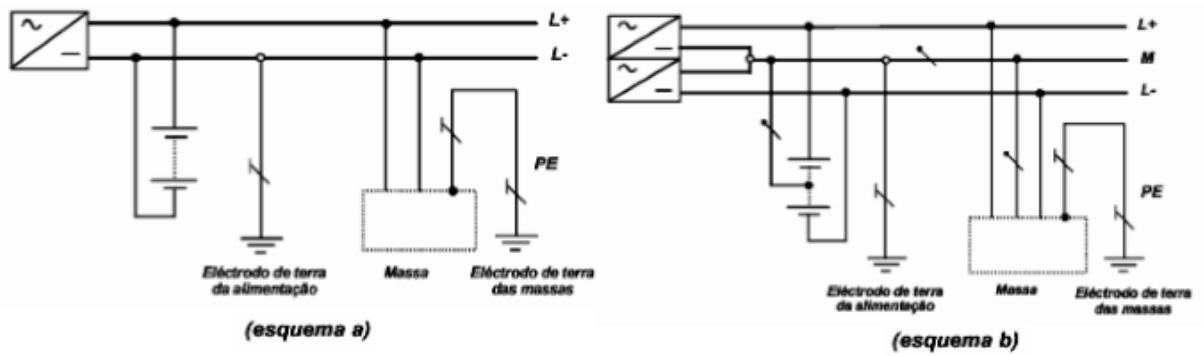 L+
L-
PE
Eléctrodo de terra
da alimentação
Massa
Eléctrodo de terra
das massas
(esquema a)
L+
M
L-
PE
Eléctrodo de terra
da alimentação
Massa
Eléctrodo de terra
das massas
(esquema b)